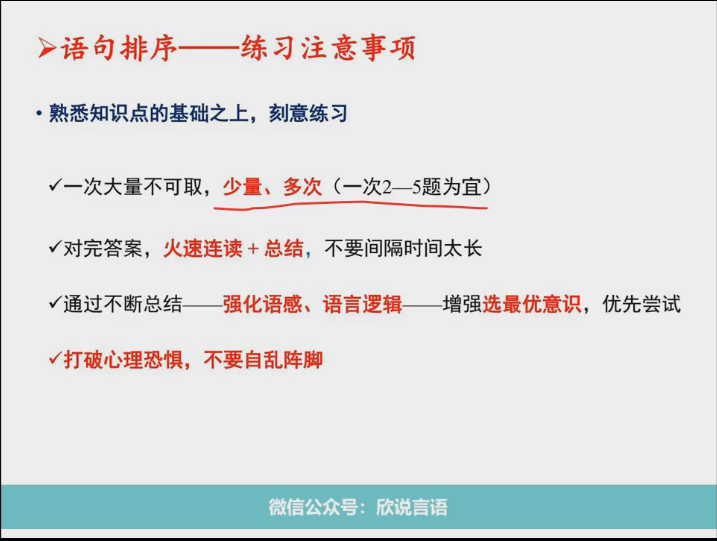 ➢语句排序——练习注意事项
• 熟悉知识点的基础之上，刻意练习
✓一次大量不可取，少量、多次（一次2—5题为宜）
✓对完答案，火速连读 + 总结，不要间隔时间太长
✓通过不断总结——强化语感、语言逻辑——增强选最优意识，优先尝试
✓打破心理恐惧，不要自乱阵脚
微信公众号：欣说言语